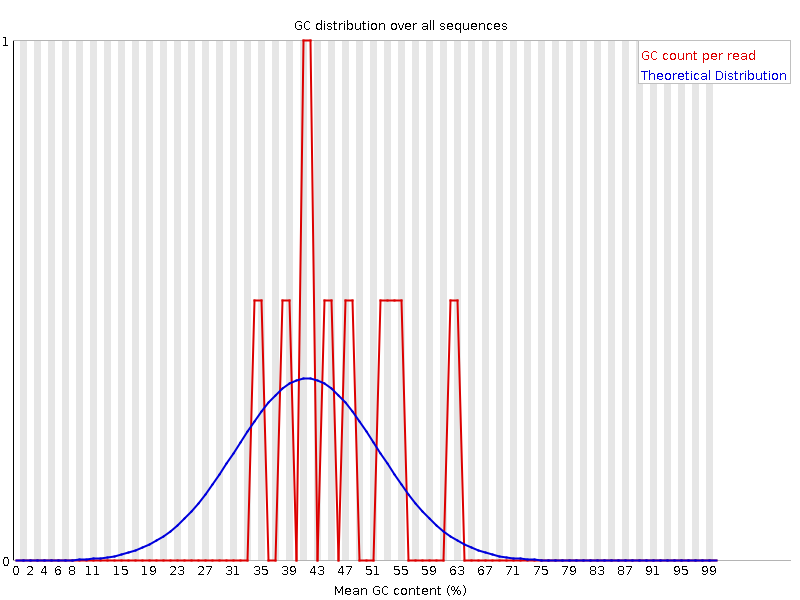 GC distribution over all sequences
1
GC count per read
Theoretical Distribution
0
0 2 4 6 8 11 15 19 23 27 31 35 39 43 47 51 55 59 63 67 71 75 79 83 87 91 95 99
Mean GC content (%)